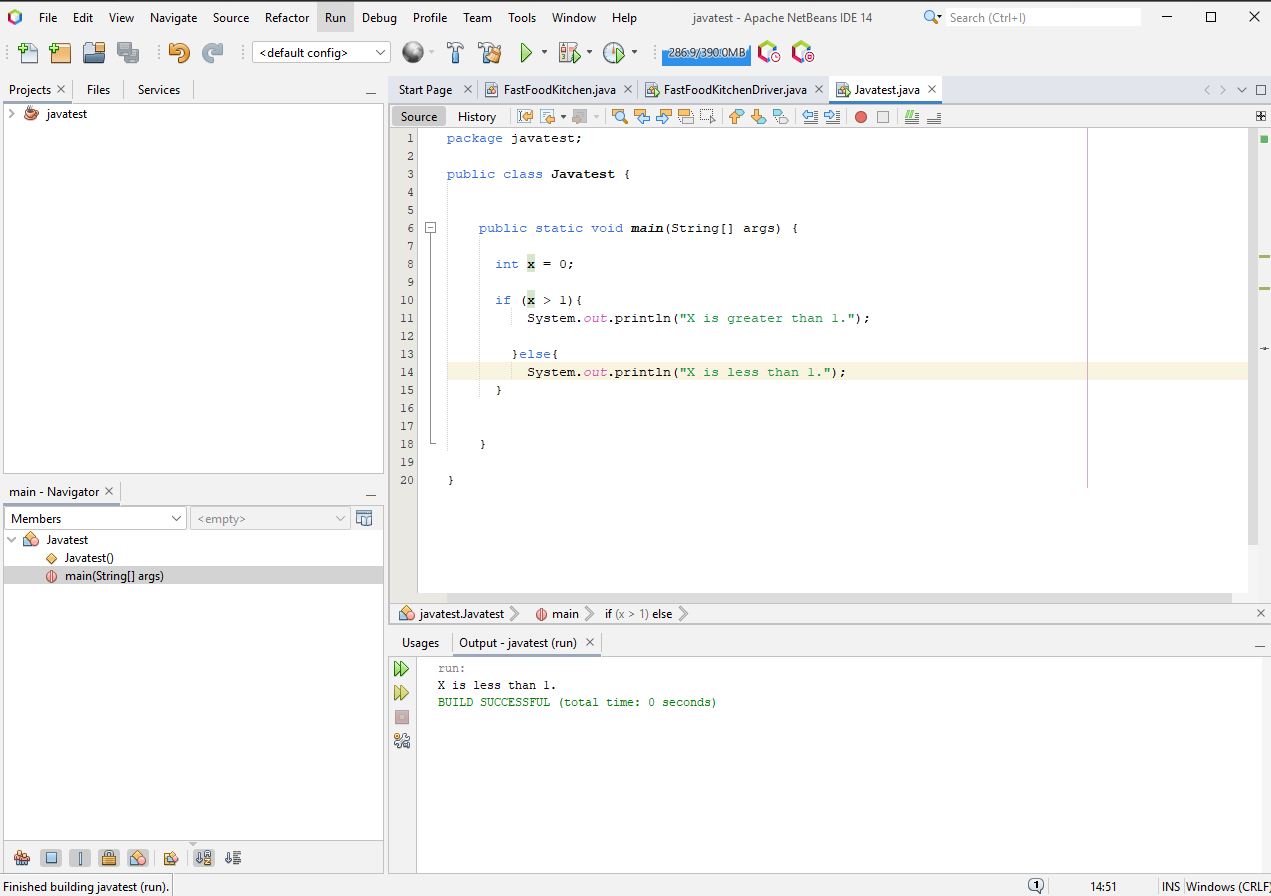 File Edit View Navigate Source Refactor Run Debug Profile Team Tools Window Help javatest - Apache NetBeans IDE 14 Search (Ctrl+I)
<default config> 286.9/390.0MB
Projects Files Services
javatest
Start Page FastFoodKitchen.java FastFoodKitchenDriver.java Javatest.java
Source History
1 package javatest;
2
3 public class Javatest {
4
5
6 public static void main(String[] args) {
7
8 int x = 0;
9
10 if (x > 1){
11 System.out.println("X is greater than 1.");
12
13 }else{
14 System.out.println("X is less than 1.");
15 }
16
17
18 }
19
20 }
main - Navigator
Members <empty>
Javatest
Javatest()
main(String[] args)
javatest.Javatest main if (x > 1) else
Usages Output - javatest (run)
run:
X is less than 1.
BUILD SUCCESSFUL (total time: 0 seconds)
Finished building javatest (run). 1 14:51 INS Windows (CRLF)